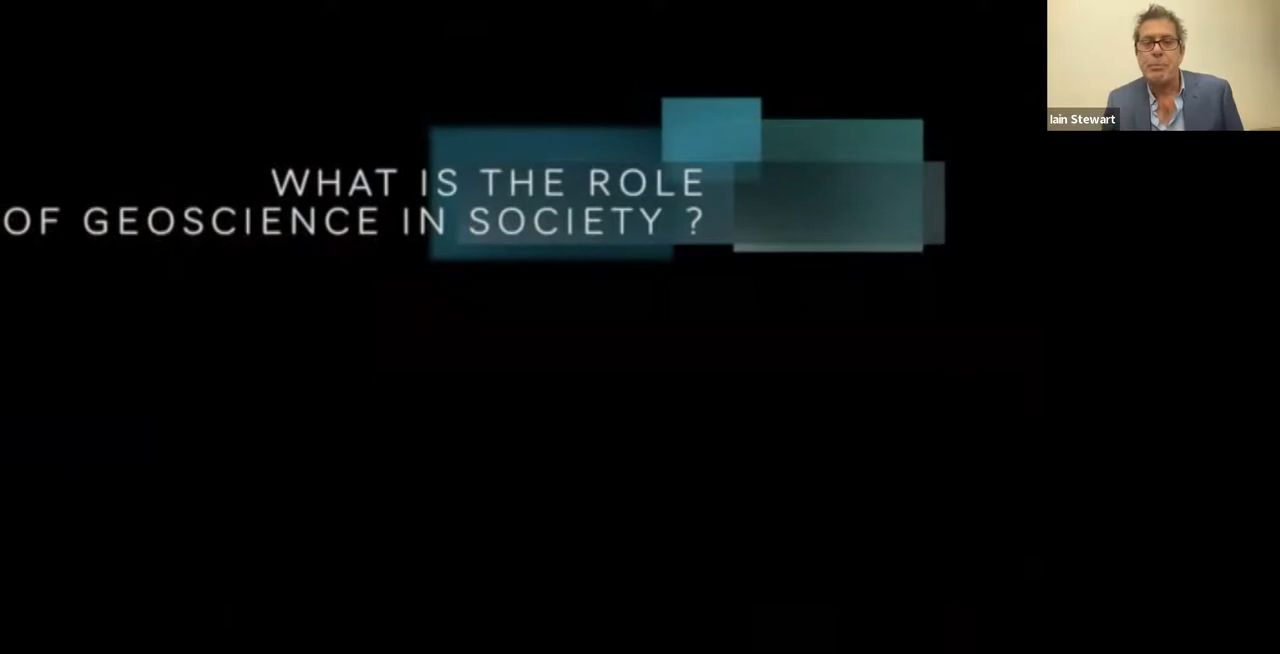 WHAT IS THE ROLE
OF GEOSCIENCE IN SOCIETY ?
Iain Stewart